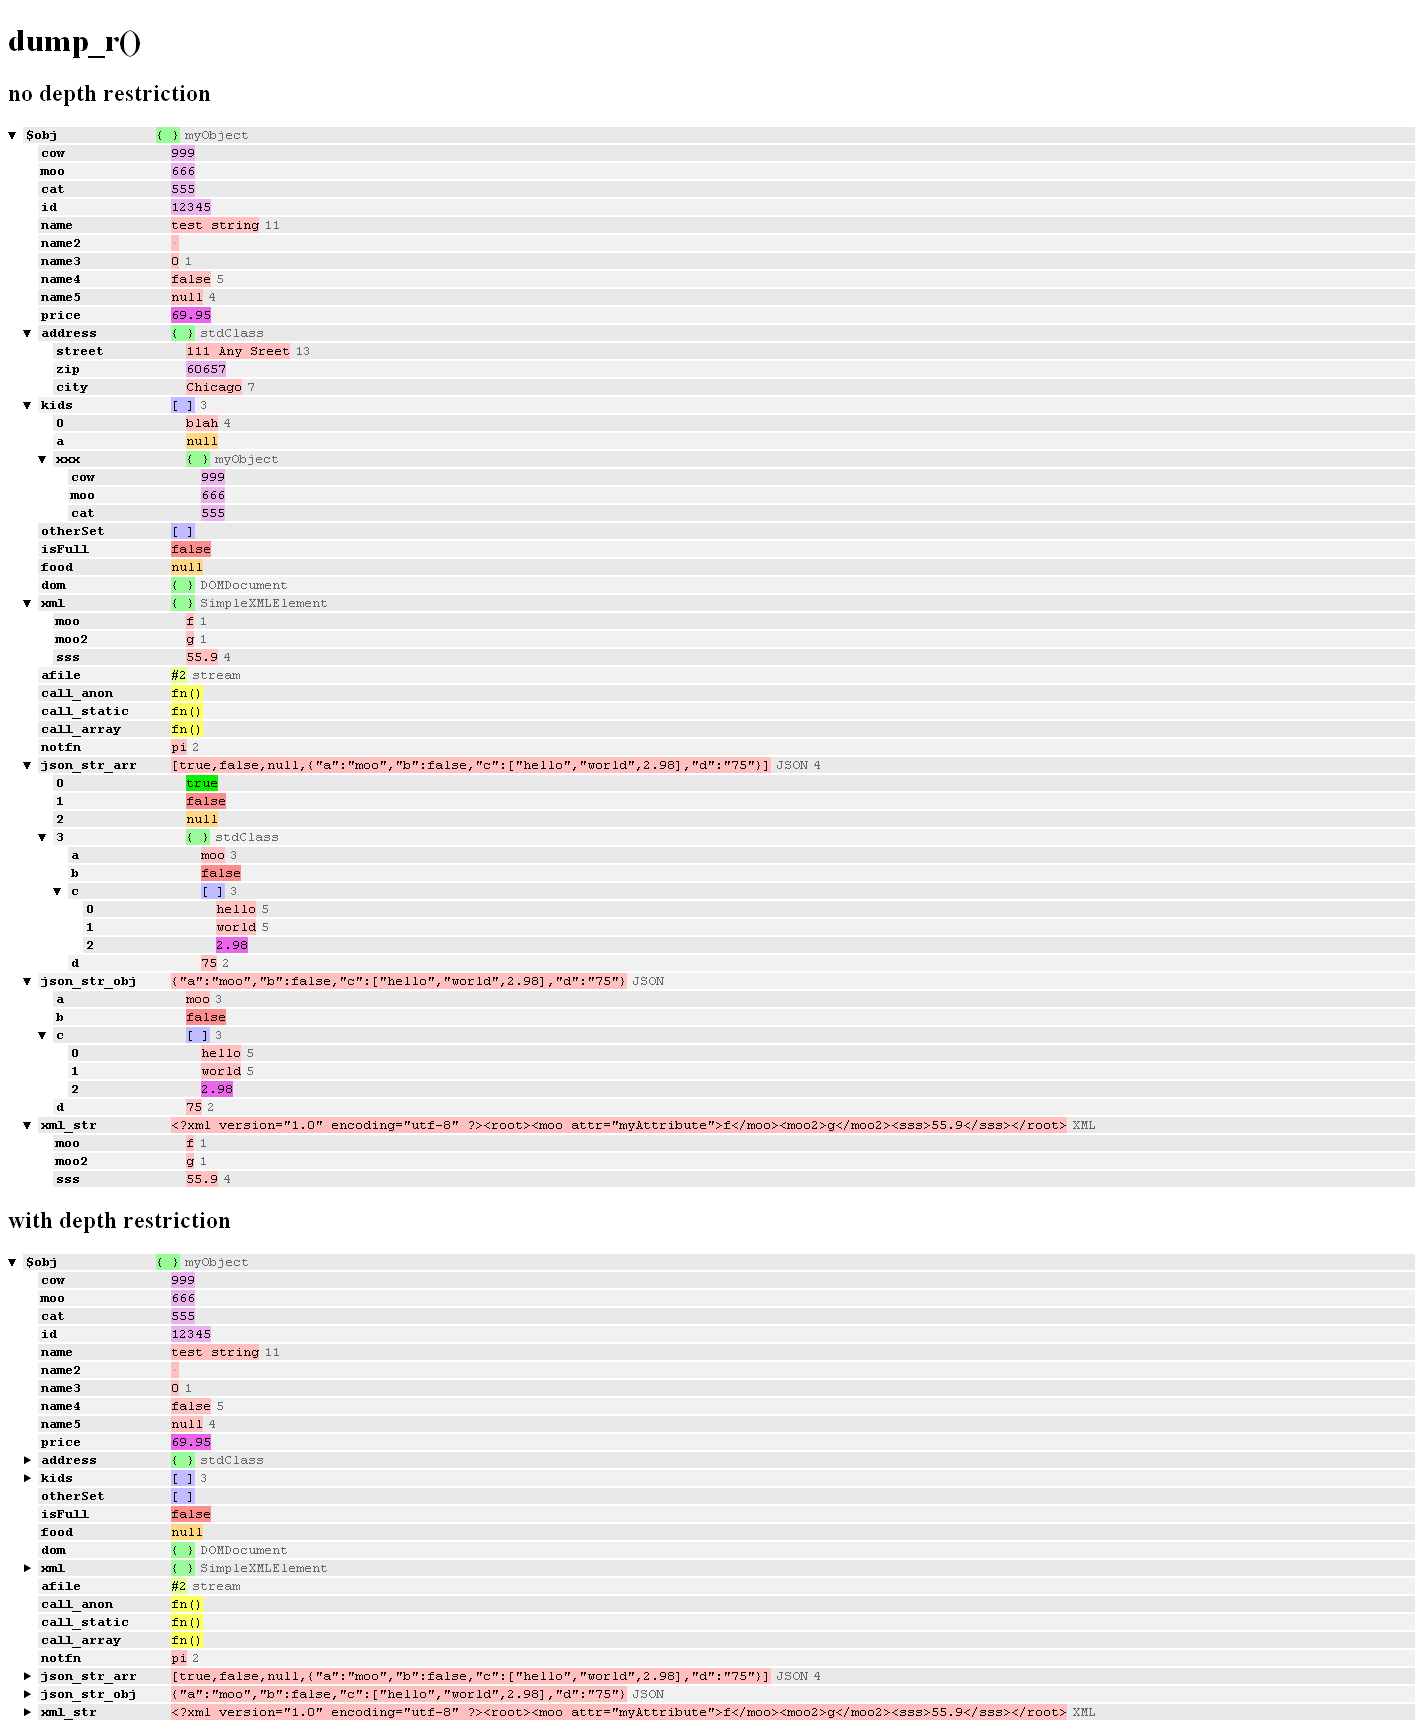 dump_r()
no depth restriction
▼ $obj { } myObject
cow 999
moo 666
cat 555
id 12345
name test string 11
name2
name3 0 1
name4 false 5
name5 null 4
price 69.95
▼ address { } stdClass
street 111 Any Sreet 13
zip 60657
city Chicago 7
▼ kids [ ] 3
0 blah 4
a null
▼ xxx { } myObject
cow 999
moo 666
cat 555
otherSet [ ]
isFull false
food null
dom { } DOMDocument
▼ xml { } SimpleXMLElement
moo f 1
moo2 g 1
sss 55.9 4
afile #2 stream
call_anon fn()
call_static fn()
call_array fn()
notfn pi 2
▼ json_str_arr [true,false,null,{"a":"moo","b":false,"c":["hello","world",2.98],"d":"75"}] JSON 4
0 true
1 false
2 null
▼ 3 { } stdClass
a moo 3
b false
▼ c [ ] 3
0 hello 5
1 world 5
2 2.98
d 75 2
▼ json_str_obj {"a":"moo","b":false,"c":["hello","world",2.98],"d":"75"} JSON
a moo 3
b false
▼ c [ ] 3
0 hello 5
1 world 5
2 2.98
d 75 2
▼ xml_str <?xml version="1.0" encoding="utf-8" ?><root><moo attr="myAttribute">f</moo><moo2>g</moo2><sss>55.9</sss></root> XML
moo f 1
moo2 g 1
sss 55.9 4
with depth restriction
▼ $obj { } myObject
cow 999
moo 666
cat 555
id 12345
name test string 11
name2
name3 0 1
name4 false 5
name5 null 4
price 69.95
► address { } stdClass
► kids [ ] 3
otherSet [ ]
isFull false
food null
dom { } DOMDocument
► xml { } SimpleXMLElement
afile #2 stream
call_anon fn()
call_static fn()
call_array fn()
notfn pi 2
► json_str_arr [true,false,null,{"a":"moo","b":false,"c":["hello","world",2.98],"d":"75"}] JSON 4
► json_str_obj {"a":"moo","b":false,"c":["hello","world",2.98],"d":"75"} JSON
► xml_str <?xml version="1.0" encoding="utf-8" ?><root><moo attr="myAttribute">f</moo><moo2>g</moo2><sss>55.9</sss></root> XML